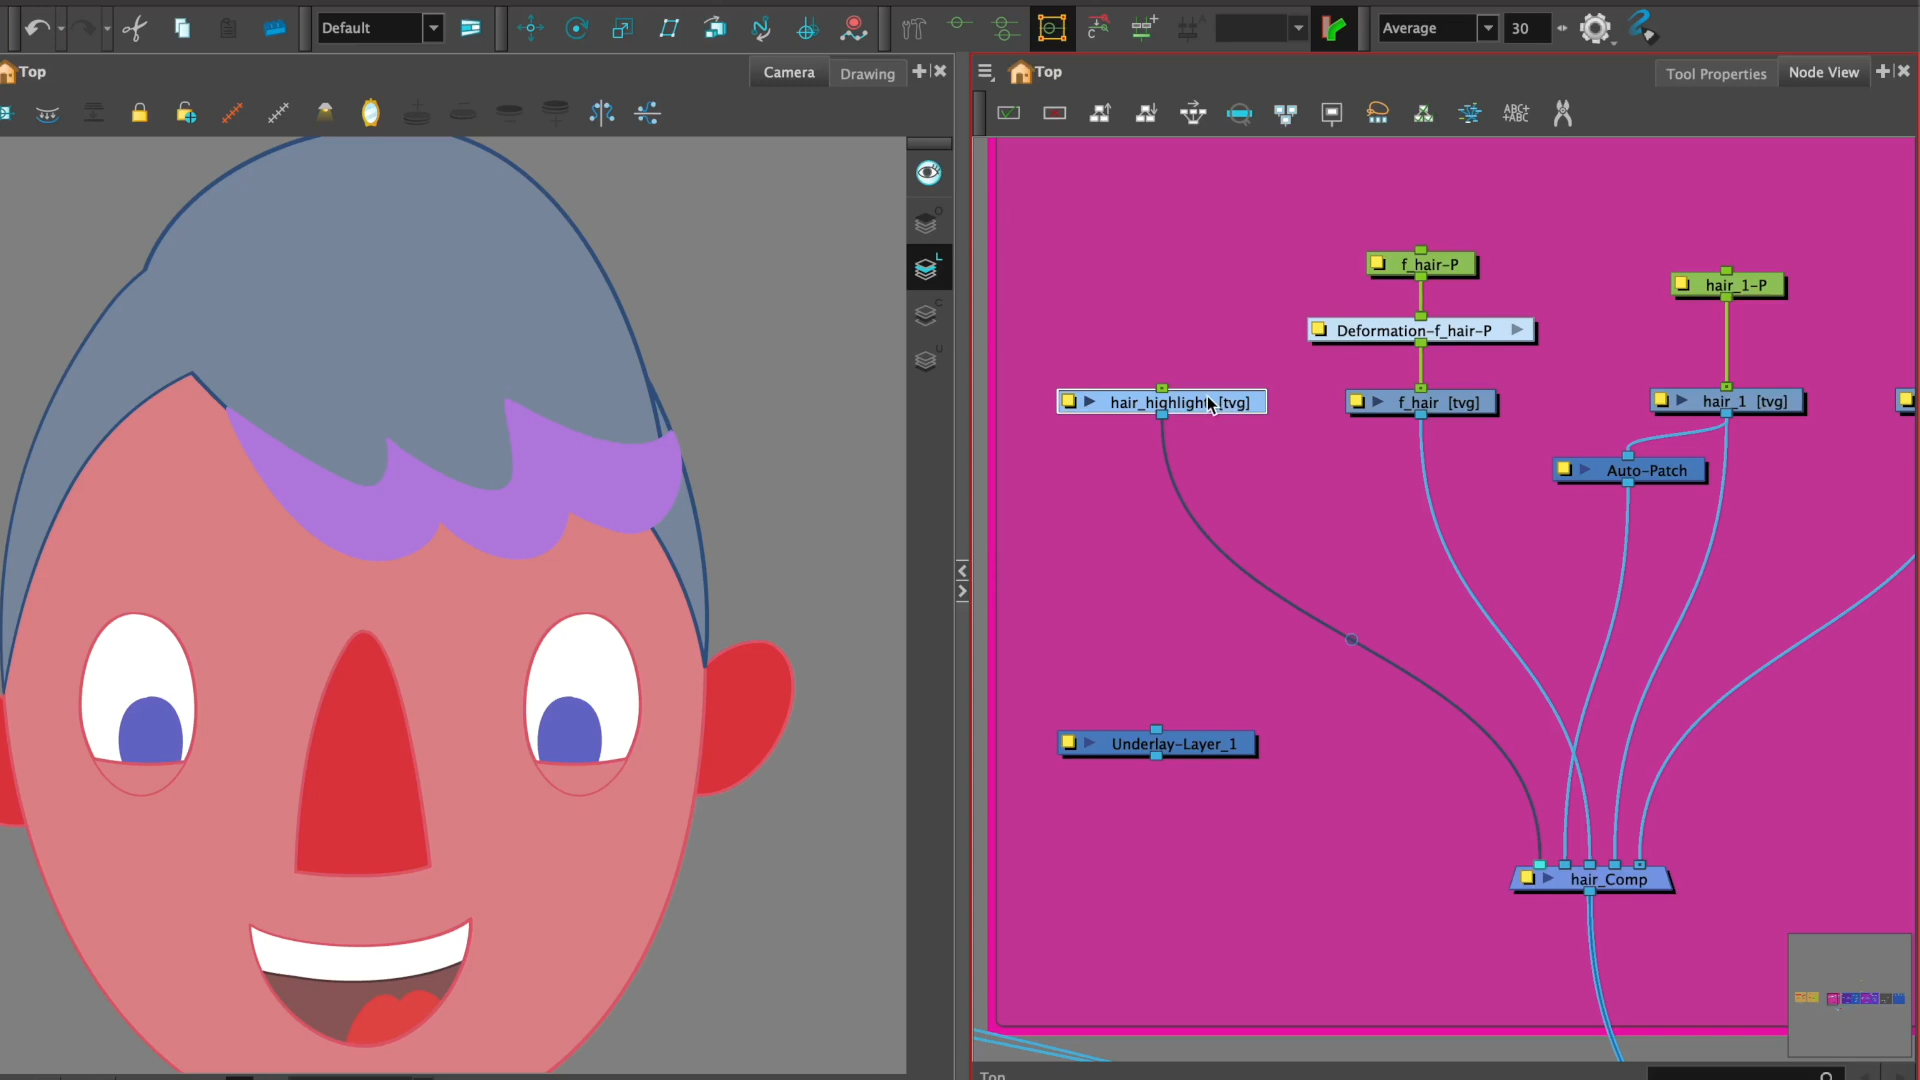 Default
Average
30
Top
Camera
Drawing
Top
Tool Properties
Node View
ABC+
+ABC
O
L
C
U
f_hair-P
hair_1-P
Deformation-f_hair-P
hair_highlight [tvg]
f_hair [tvg]
hair_1 [tvg]
Auto-Patch
Underlay-Layer_1
hair_Comp
Top